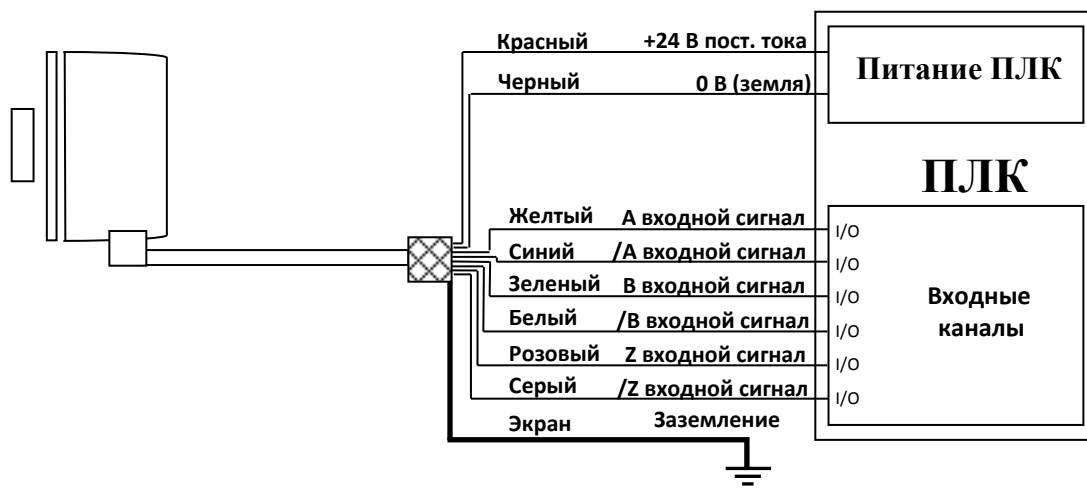 Красный +24 В пост. тока
Черный 0 В (земля)
Питание ПЛК
ПЛК
Желтый А входной сигнал I/O
Синий /А входной сигнал I/O
Зеленый В входной сигнал I/O
Белый /В входной сигнал I/O
Розовый Z входной сигнал I/O
Серый /Z входной сигнал I/O
Входные
каналы
Экран Заземление